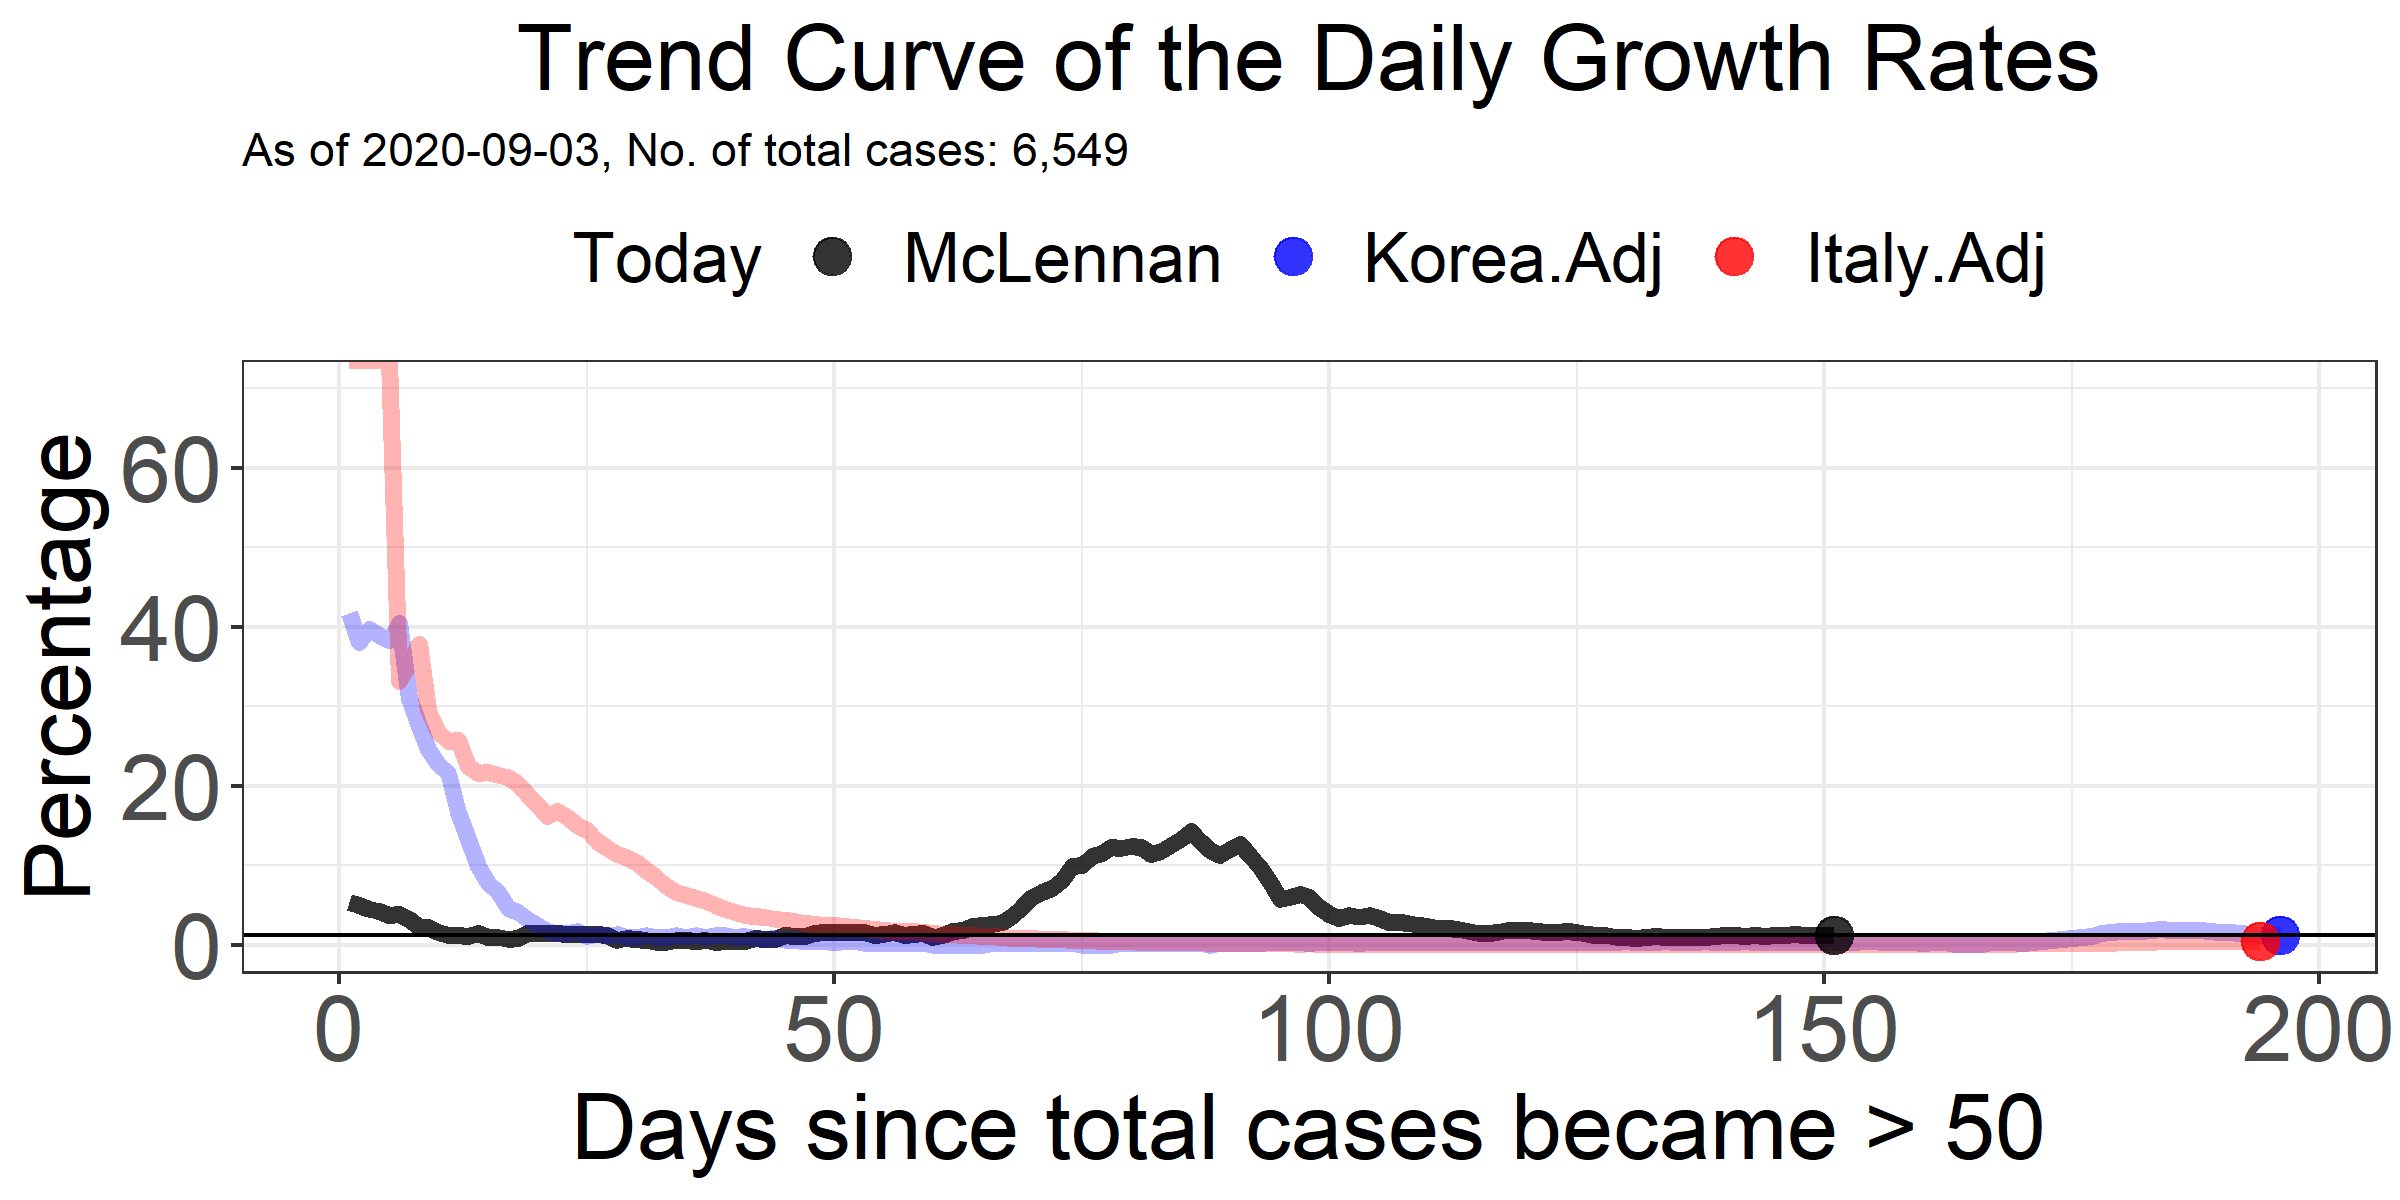 Trend Curve of the Daily Growth Rates
As of 2020-09-03, No. of total cases: 6,549
Today McLennan Korea.Adj Italy.Adj
Percentage
60
40
20
0
0 50 100 150 200
Days since total cases became > 50